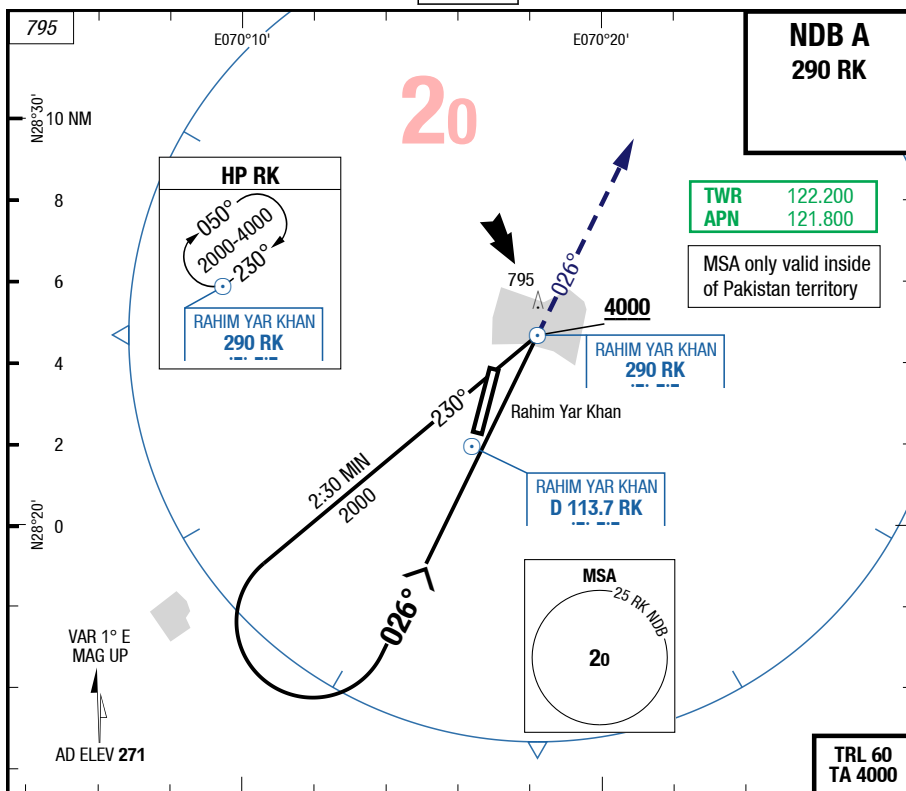 795
E070°10'
E070°20'
NDB A
290 RK
N28°30'
10 NM
20
HP RK
050°
2000-4000
230°
RAHIM YAR KHAN
290 RK
TWR 122.200
APN 121.800
MSA only valid inside
of Pakistan territory
8
6
4
2
0
N28°20'
795
026°
4000
RAHIM YAR KHAN
290 RK
230°
Rahim Yar Khan
2:30 MIN
2000
RAHIM YAR KHAN
D 113.7 RK
026°
MSA
25 RK NDB
20
VAR 1° E
MAG UP
AD ELEV 271
TRL 60
TA 4000